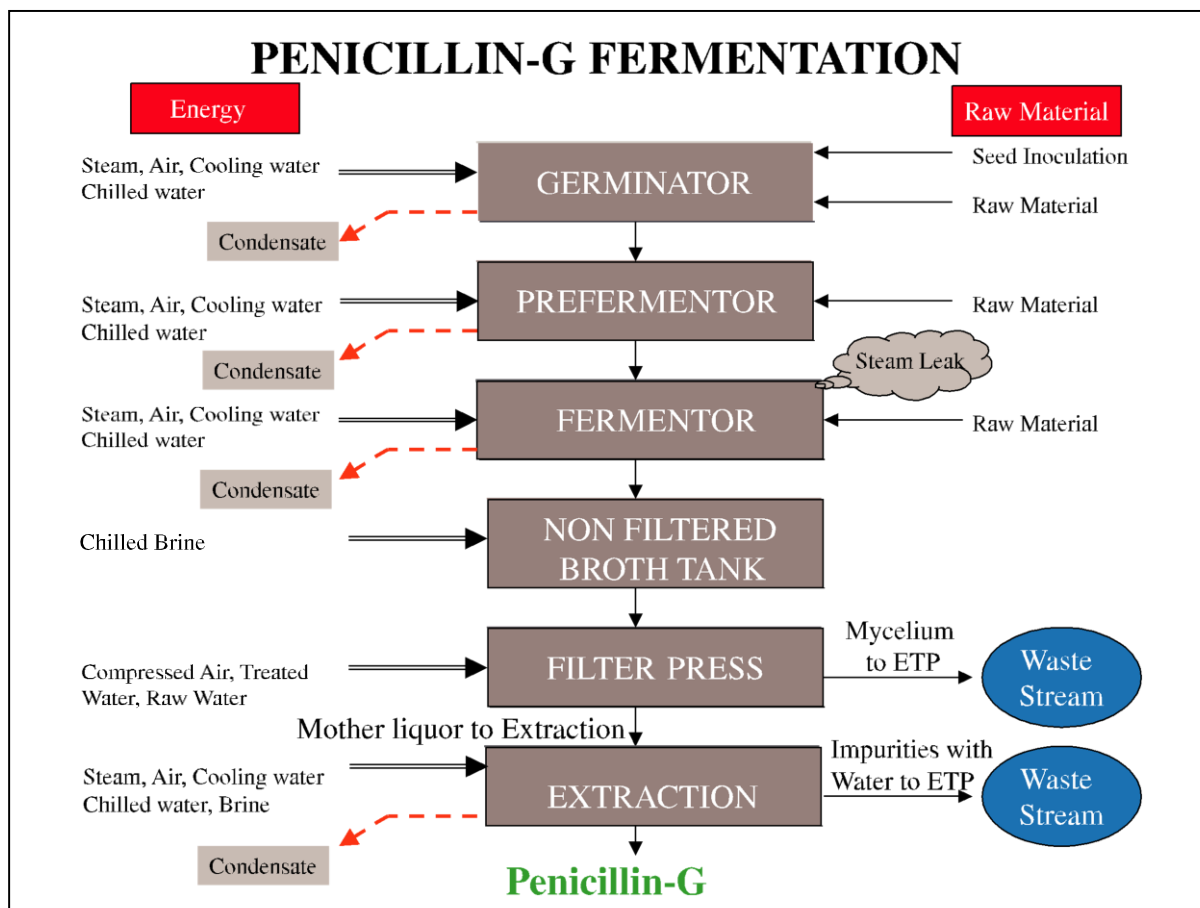 PENICILLIN-G FERMENTATION
Energy
Raw Material
Steam, Air, Cooling water
Chilled water
GERMINATOR
Seed Inoculation
Raw Material
Condensate
Steam, Air, Cooling water
Chilled water
PREFERMENTOR
Raw Material
Condensate
Steam Leak
Steam, Air, Cooling water
Chilled water
FERMENTOR
Raw Material
Condensate
Chilled Brine
NON FILTERED
BROTH TANK
Compressed Air, Treated
Water, Raw Water
FILTER PRESS
Mycelium
to ETP
Waste
Stream
Mother liquor to Extraction
Steam, Air, Cooling water
Chilled water, Brine
EXTRACTION
Impurities with
Water to ETP
Waste
Stream
Condensate
Penicillin-G